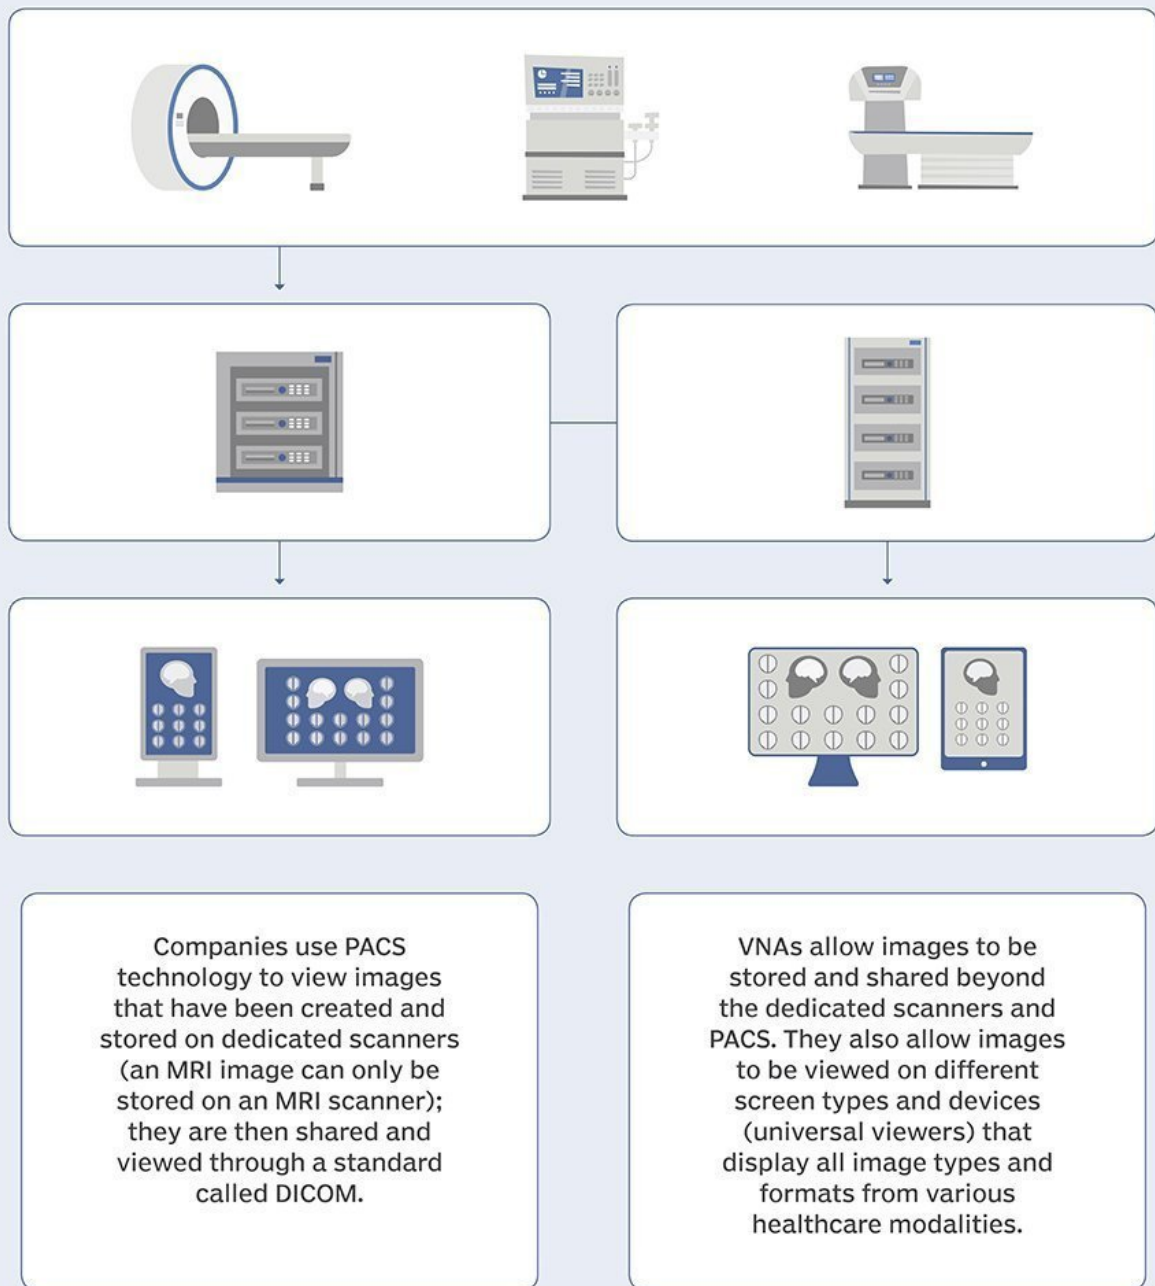 Companies use PACS
technology to view images
that have been created and
stored on dedicated scanners
(an MRI image can only be
stored on an MRI scanner);
they are then shared and
viewed through a standard
called DICOM.
VNAs allow images to be
stored and shared beyond
the dedicated scanners and
PACS. They also allow images
to be viewed on different
screen types and devices
(universal viewers) that
display all image types and
formats from various
healthcare modalities.